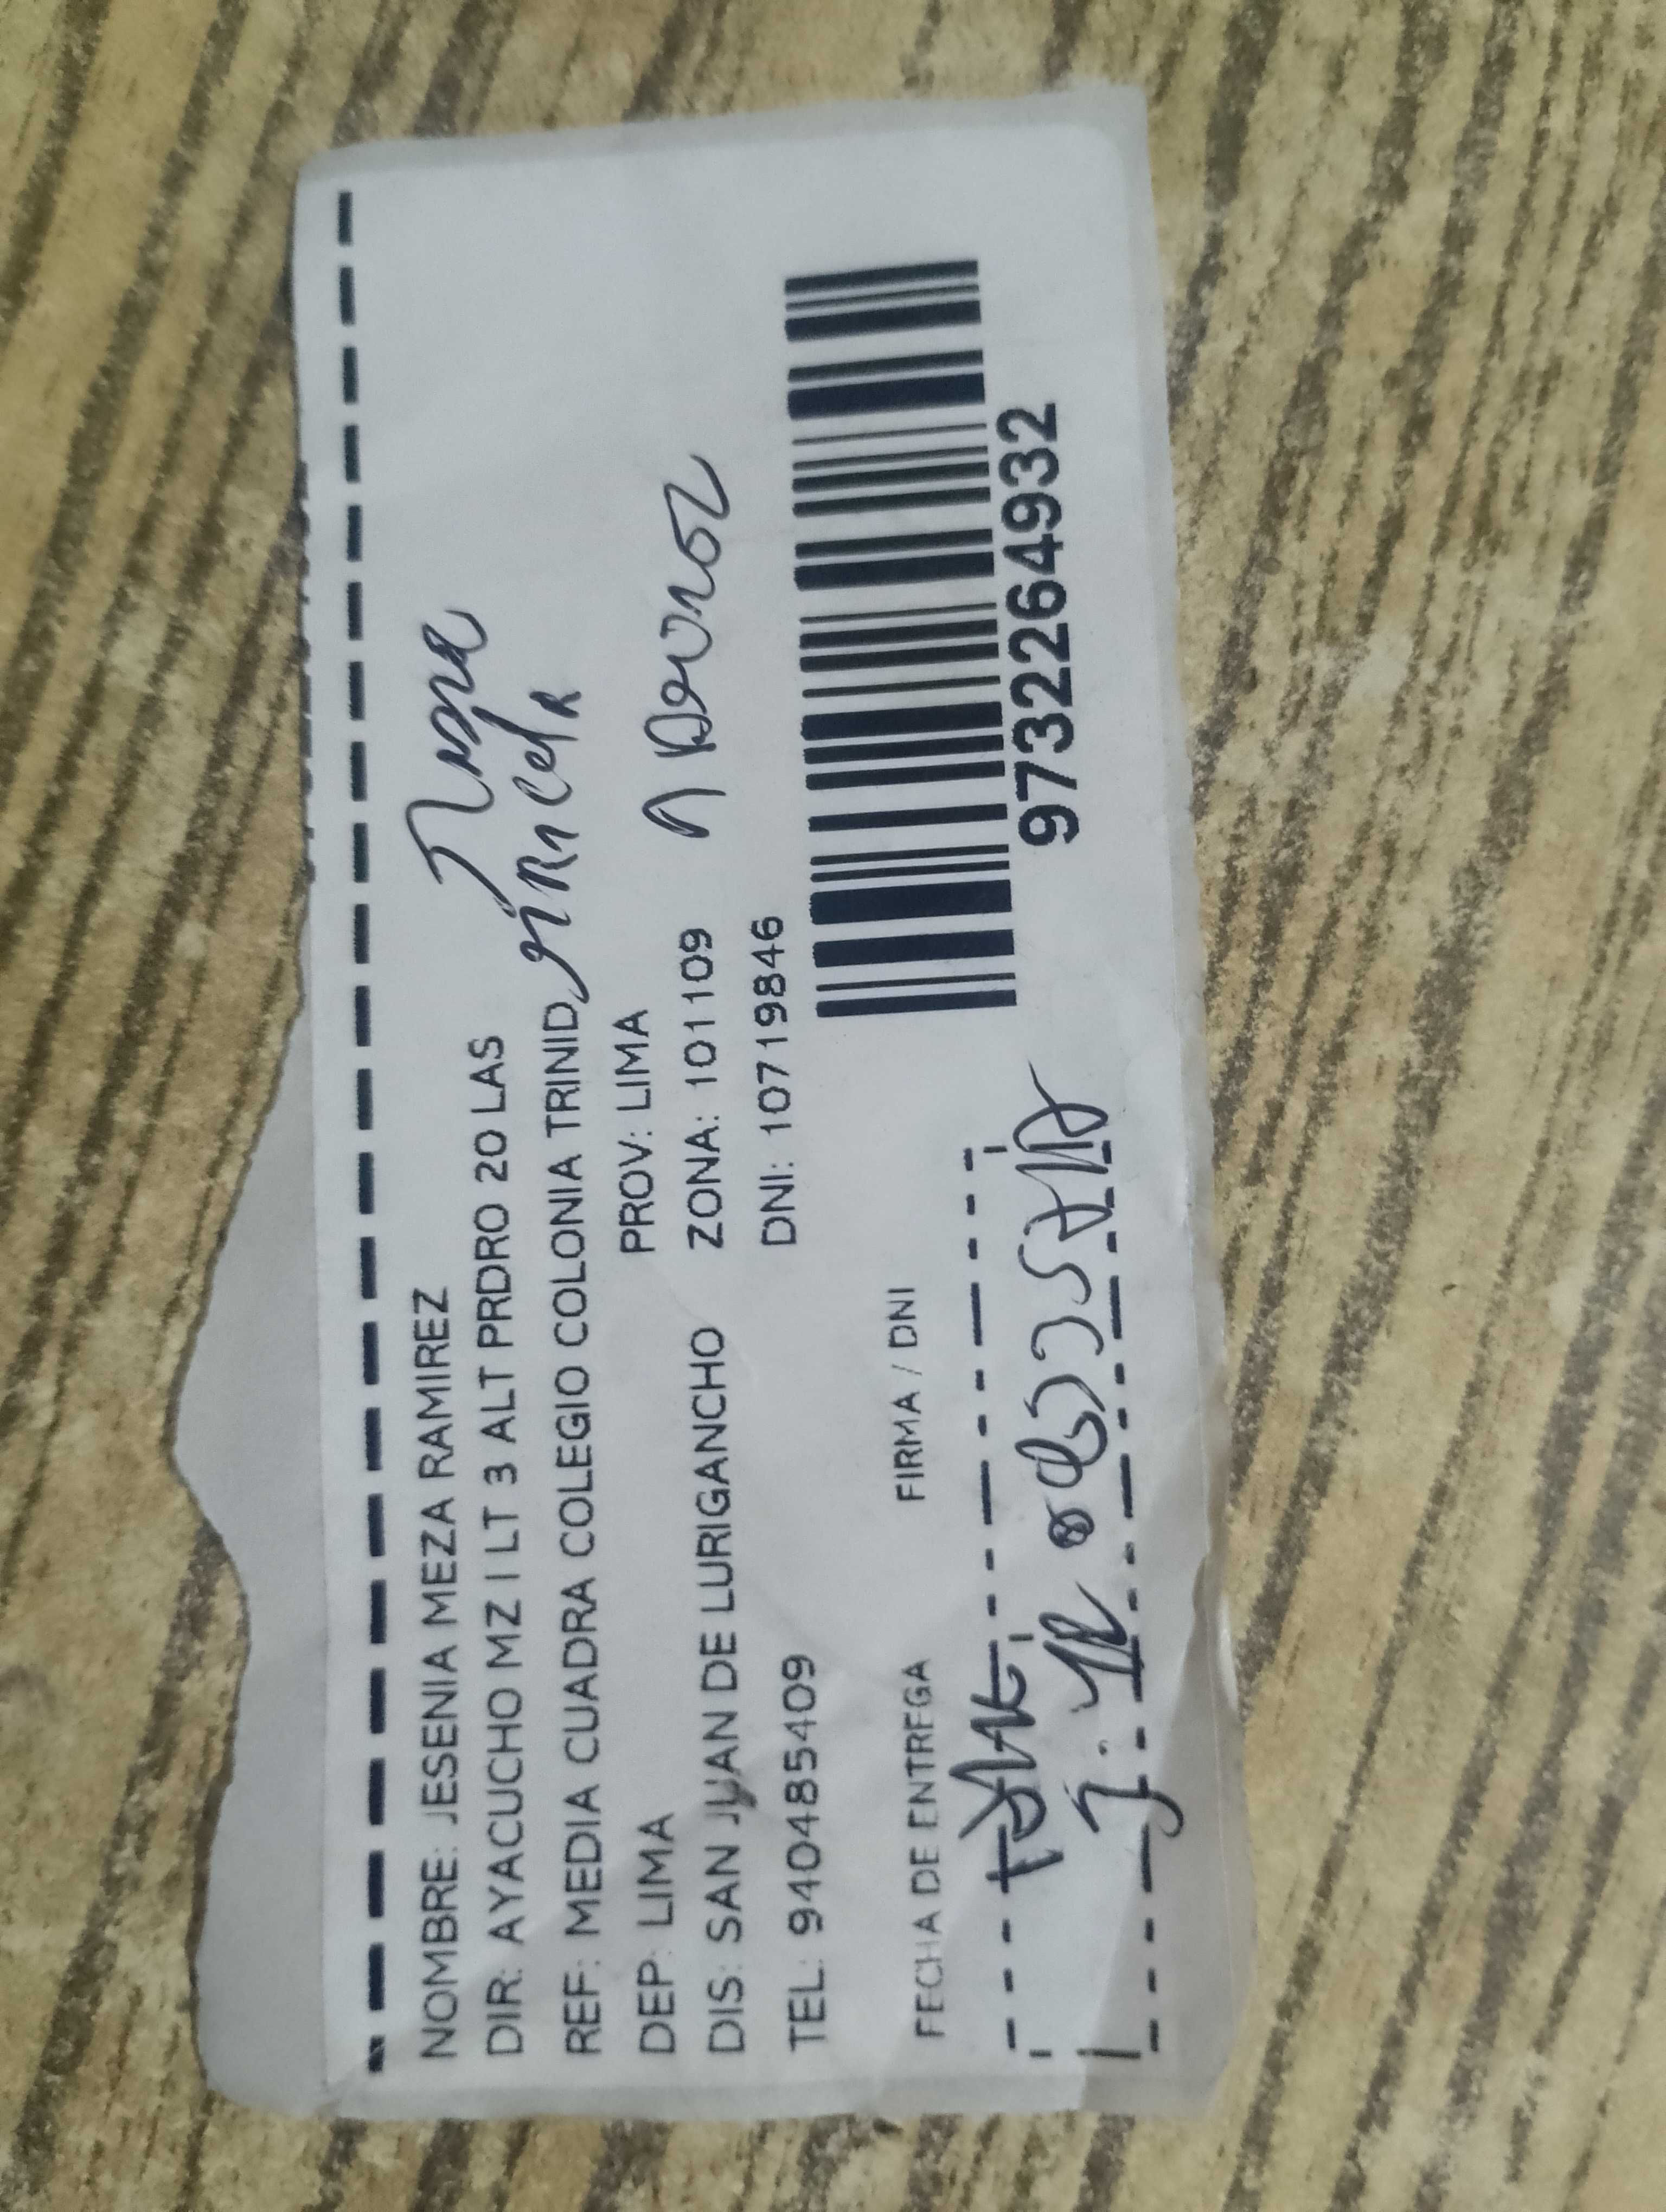 NOMBRE: JESENIA MEZA RAMIREZ
DIR: AYACUCHO MZ I LT 3 ALT PRDRO 20 LAS
REF: MEDIA CUADRA COLEGIO COLONIA TRINID
DEP: LIMA PROV: LIMA
DIS: SAN JUAN DE LURIGANCHO ZONA: 101109
TEL: 940485409 DNI: 10719846
FECHA DE ENTREGA FIRMA / DNI
9732264932